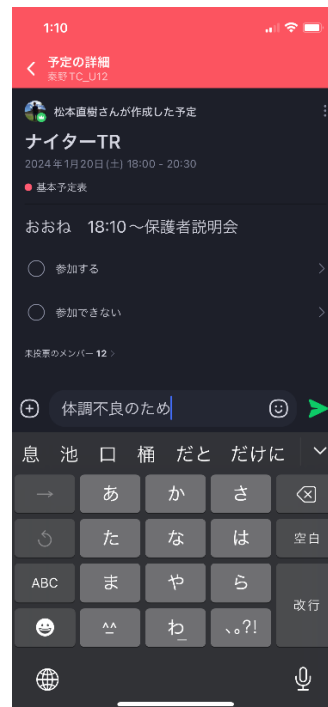 1:10
予定の詳細
秦野TC_U12
松本直樹さんが作成した予定
ナイターTR
2024年1月20日(土) 18:00 - 20:30
基本予定表
おおね　18:10〜保護者説明会
参加する
参加できない
未投票のメンバー 12
体調不良のため
息 池 口 桶 だと だけに
→ あ か さ
た な は 空白
ABC ま や ら
改行
^^ わ_ 、。?!